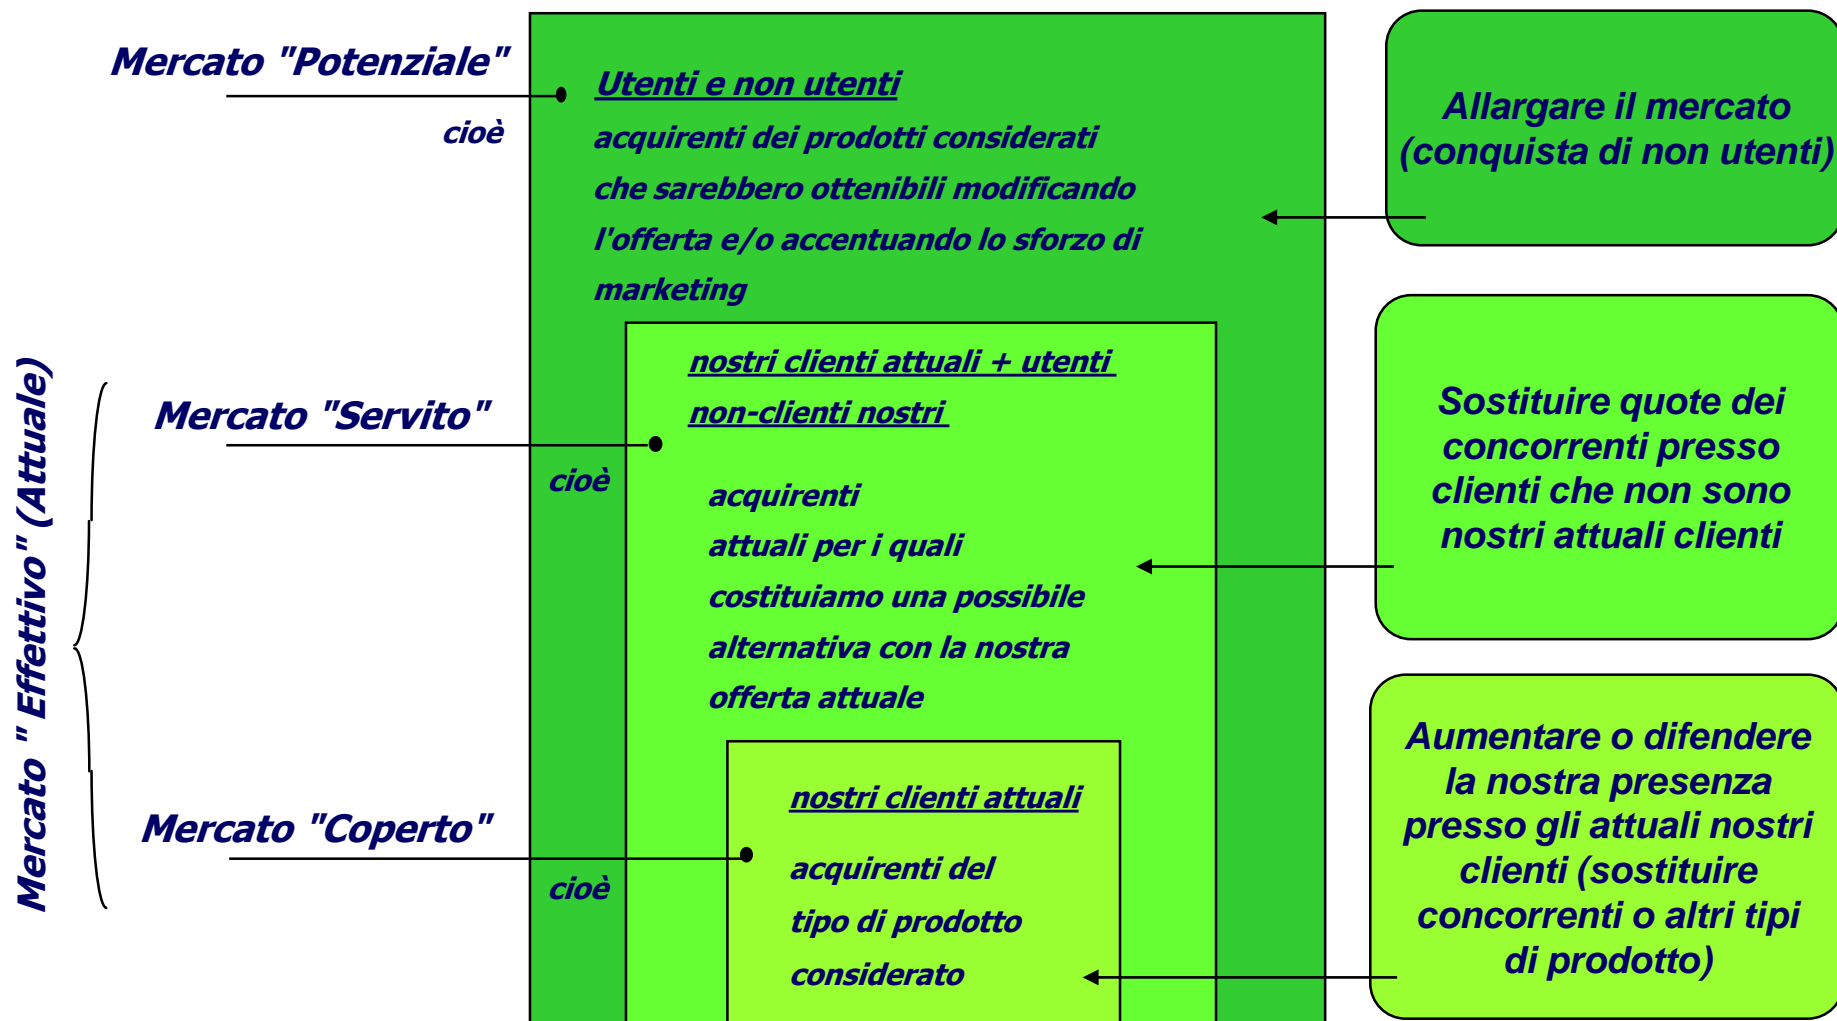 Mercato "Potenziale"
cioè
Utenti e non utenti
acquirenti dei prodotti considerati
che sarebbero ottenibili modificando
l'offerta e/o accentuando lo sforzo di
marketing
Allargare il mercato
(conquista di non utenti)
Mercato " Effettivo" (Attuale)
Mercato "Servito"
cioè
nostri clienti attuali + utenti
non-clienti nostri
acquirenti
attuali per i quali
costituiamo una possibile
alternativa con la nostra
offerta attuale
Sostituire quote dei
concorrenti presso
clienti che non sono
nostri attuali clienti
Mercato "Coperto"
cioè
nostri clienti attuali
acquirenti del
tipo di prodotto
considerato
Aumentare o difendere
la nostra presenza
presso gli attuali nostri
clienti (sostituire
concorrenti o altri tipi
di prodotto)